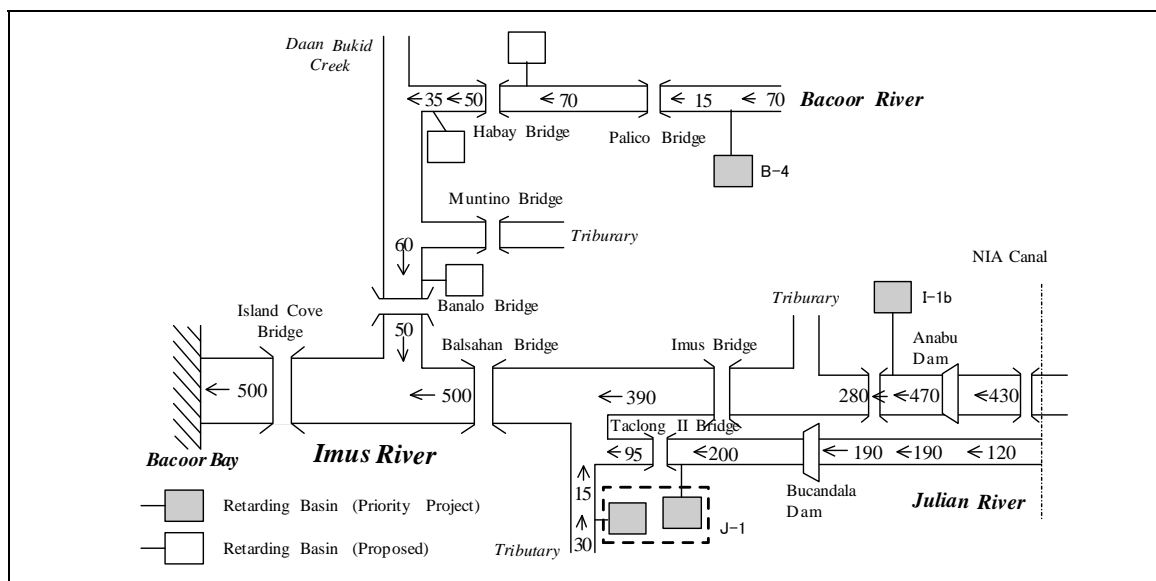 Daan Bukid
Creek
35
50
70
15
70
Bacoor River
Habay Bridge
Palico Bridge
B-4
Muntino Bridge
Triburary
60
NIA Canal
Banalo Bridge
Island Cove
Bridge
50
Balsahan Bridge
Imus Bridge
Triburary
I-1b
Anabu
Dam
500
500
390
280
470
430
Taclong II Bridge
95
200
190
190
120
Bacoor Bay
Imus River
Bucandala
Dam
Julian River
15
30
J-1
Tributary
Retarding Basin (Priority Project)
Retarding Basin (Proposed)